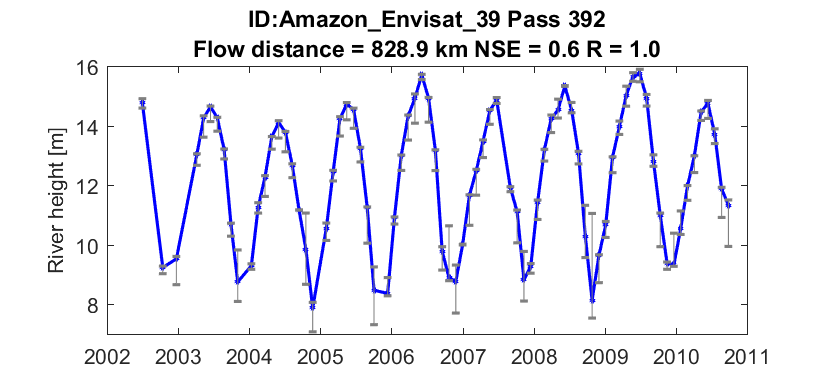 ID:Amazon_Envisat_39 Pass 392
Flow distance = 828.9 km NSE = 0.6 R = 1.0
River height [m]
16
14
12
10
8
2002 2003 2004 2005 2006 2007 2008 2009 2010 2011